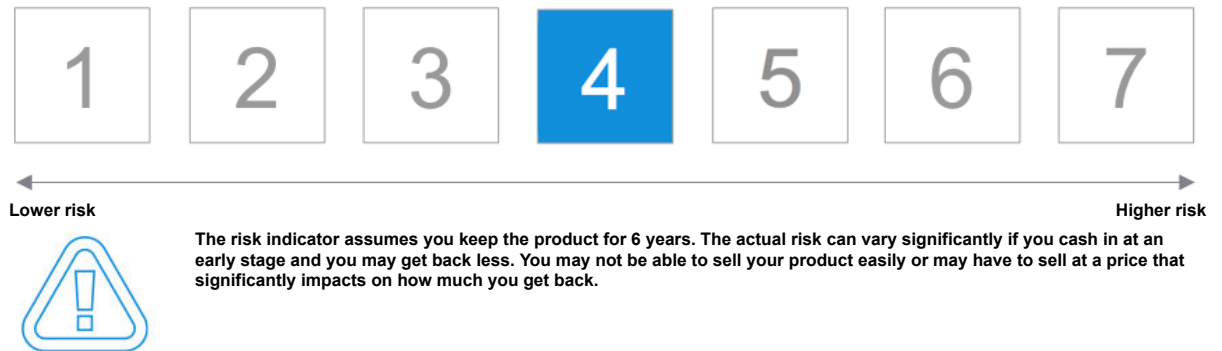 1 2 3 4 5 6 7
Lower risk Higher risk
The risk indicator assumes you keep the product for 6 years. The actual risk can vary significantly if you cash in at an
early stage and you may get back less. You may not be able to sell your product easily or may have to sell at a price that
significantly impacts on how much you get back.